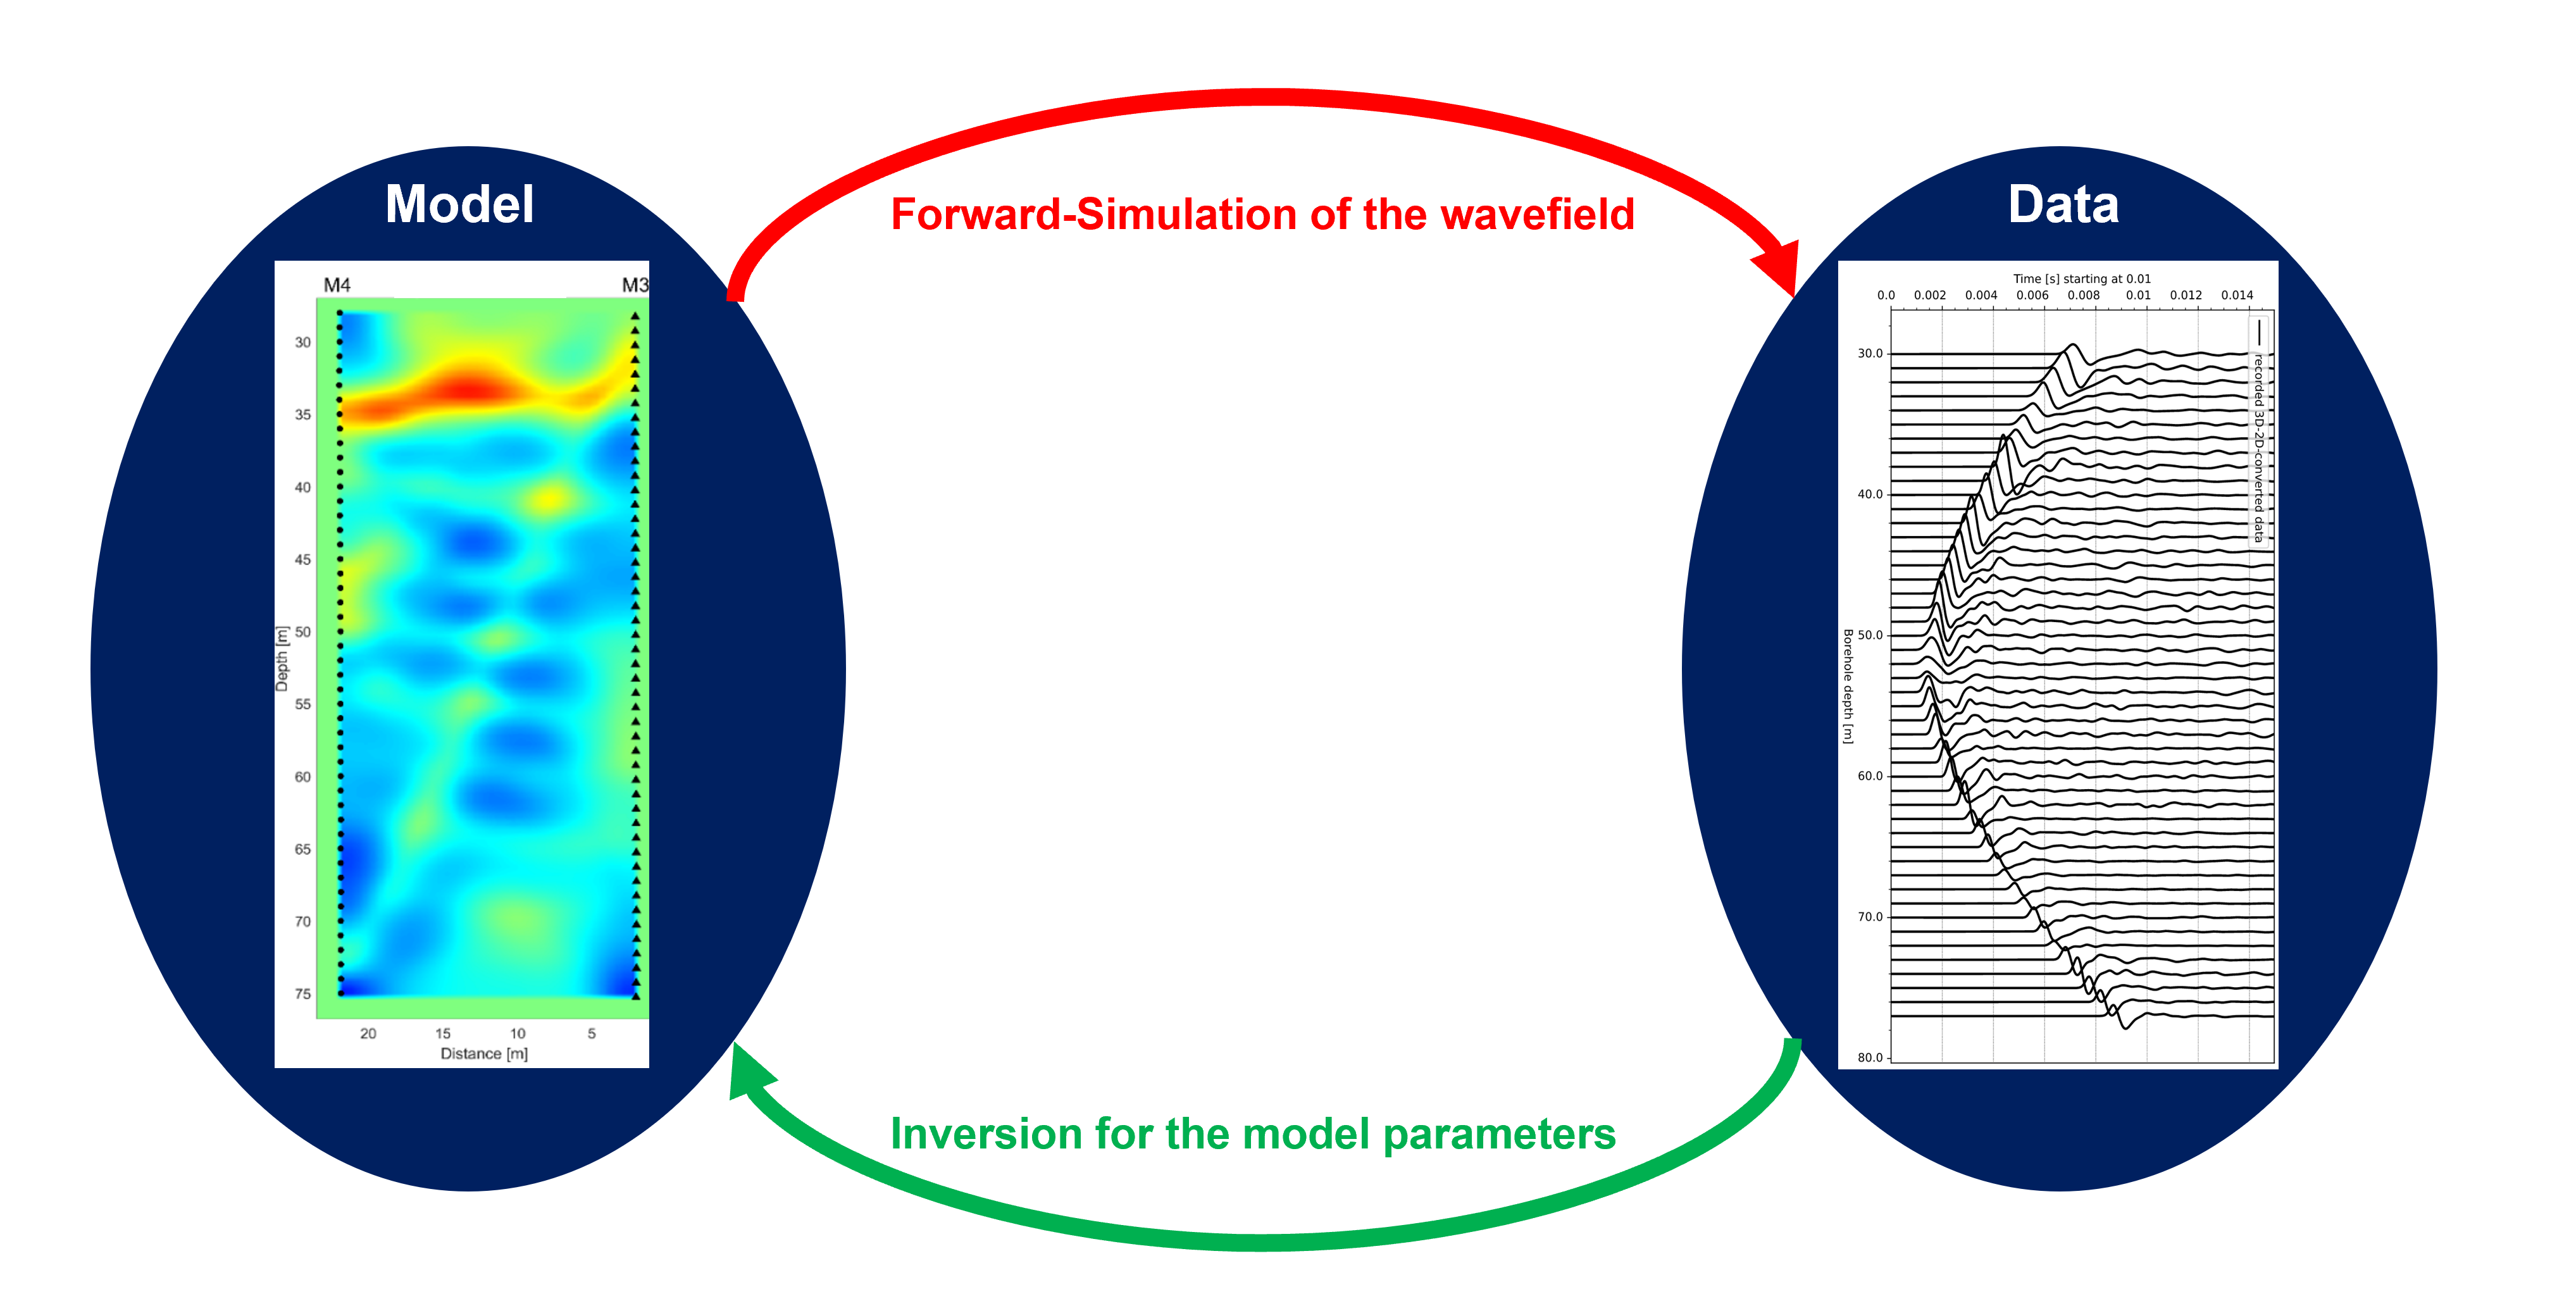 Model
M4 M3
30
35
40
45
50
55
60
65
70
75
Depth [m]
20 15 10 5
Distance [m]
Forward-Simulation of the wavefield
Inversion for the model parameters
Data
Time [s] starting at 0.01
0.0 0.002 0.004 0.006 0.008 0.01 0.012 0.014
30.0
40.0
50.0
60.0
70.0
80.0
Borehole depth [m]
recorded 3D-2D-converted data